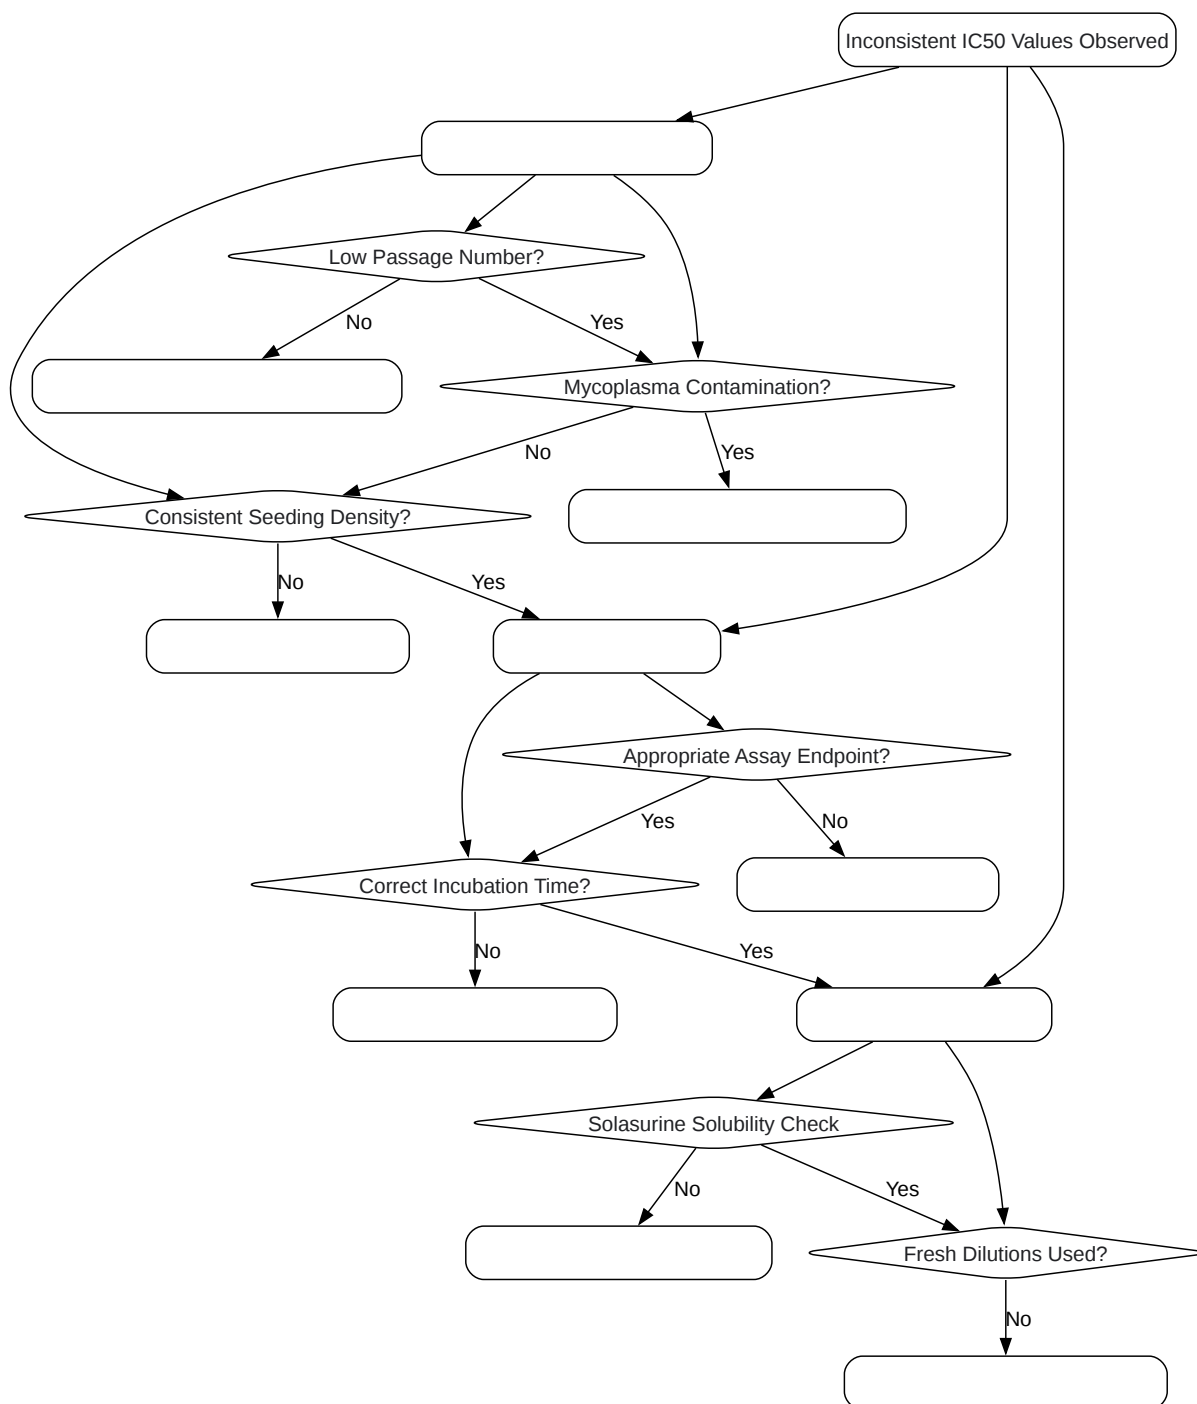 Inconsistent IC50 Values Observed
Low Passage Number?
No
Yes
Mycoplasma Contamination?
No
Yes
Consistent Seeding Density?
No
Yes
Appropriate Assay Endpoint?
Yes
No
Correct Incubation Time?
No
Yes
Solasurine Solubility Check
No
Yes
Fresh Dilutions Used?
No